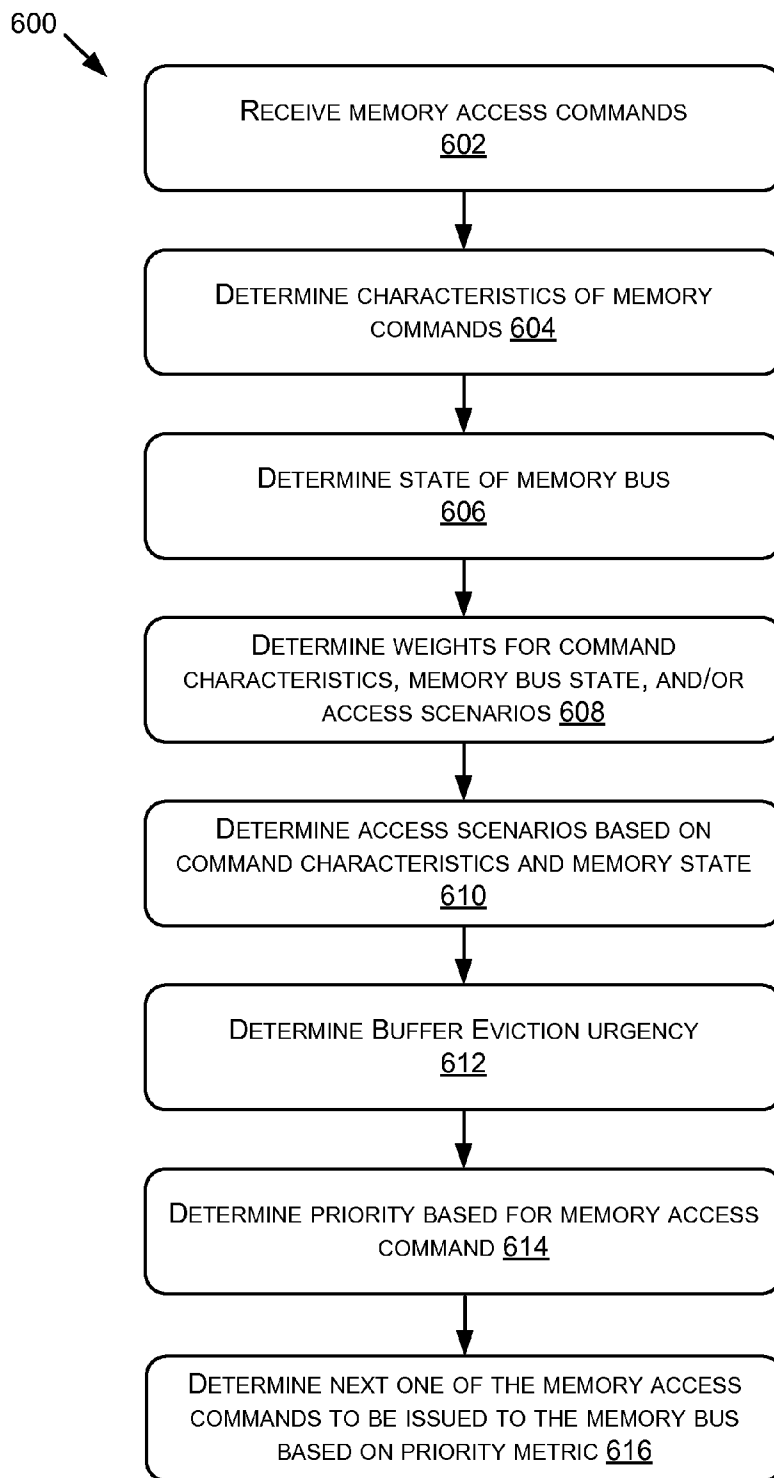 600
RECEIVE MEMORY ACCESS COMMANDS
602
DETERMINE CHARACTERISTICS OF MEMORY
COMMANDS 604
DETERMINE STATE OF MEMORY BUS
606
DETERMINE WEIGHTS FOR COMMAND
CHARACTERISTICS, MEMORY BUS STATE, AND/OR
ACCESS SCENARIOS 608
DETERMINE ACCESS SCENARIOS BASED ON
COMMAND CHARACTERISTICS AND MEMORY STATE
610
DETERMINE BUFFER EVICTION URGENCY
612
DETERMINE PRIORITY BASED FOR MEMORY ACCESS
COMMAND 614
DETERMINE NEXT ONE OF THE MEMORY ACCESS
COMMANDS TO BE ISSUED TO THE MEMORY BUS
BASED ON PRIORITY METRIC 616